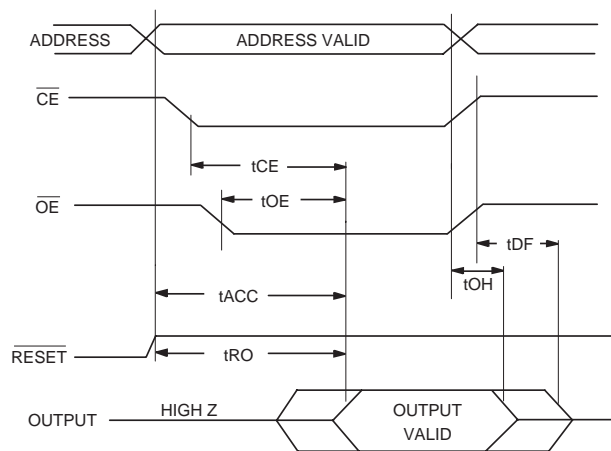 ADDRESS ADDRESS VALID
CE
tCE
tOE
OE
tDF
tOH
tACC
RESET
tRO
OUTPUT HIGH Z OUTPUT
VALID